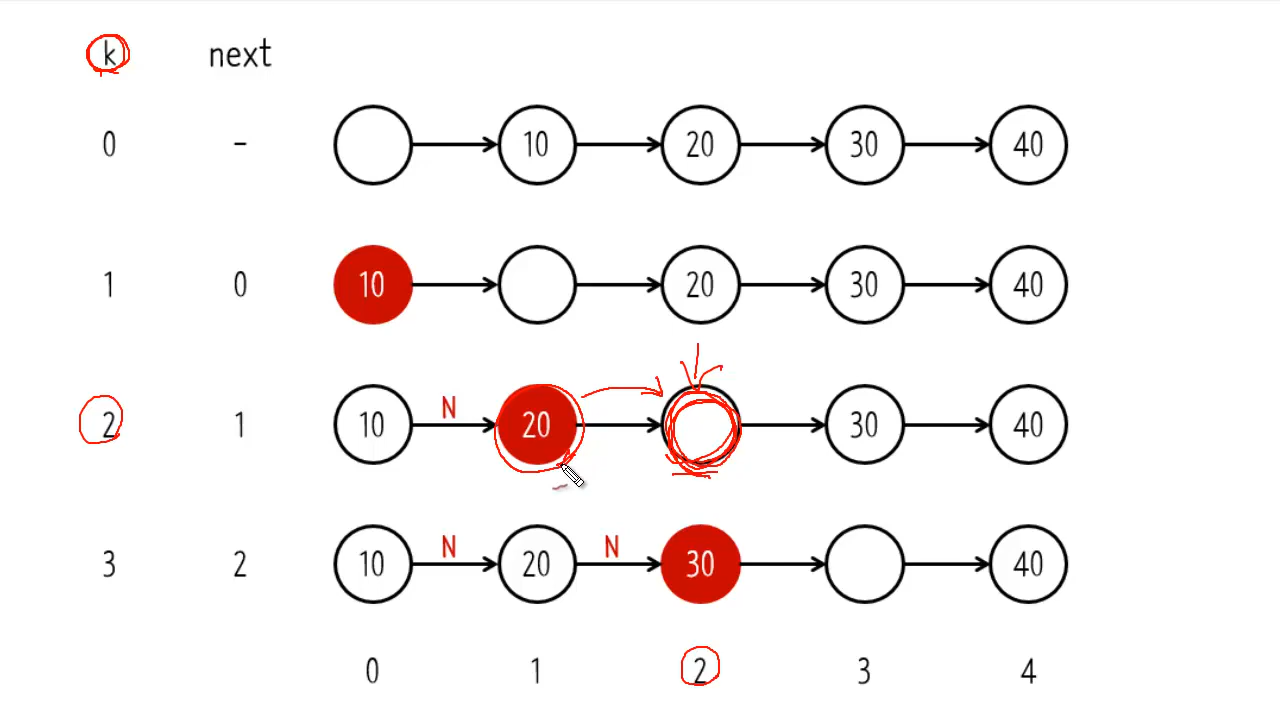 k next
0 - 10 20 30 40
1 0 10 20 30 40
2 1 10 N 20 30 40
3 2 10 N 20 N 30 40
0 1 2 3 4